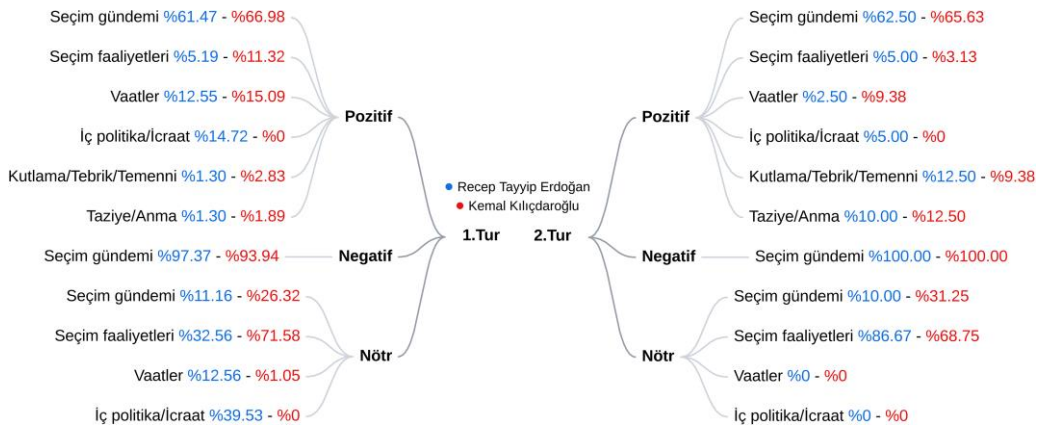 Seçim gündemi %61.47 - %66.98
Seçim faaliyetleri %5.19 - %11.32
Vaatler %12.55 - %15.09
İç politika/İcraat %14.72 - %0
Kutlama/Tebrik/Temenni %1.30 - %2.83
Taziye/Anma %1.30 - %1.89
Pozitif
Seçim gündemi %97.37 - %93.94
Negatif
Seçim gündemi %11.16 - %26.32
Seçim faaliyetleri %32.56 - %71.58
Vaatler %12.56 - %1.05
İç politika/İcraat %39.53 - %0
Nötr
Recep Tayyip Erdoğan
Kemal Kılıçdaroğlu
1.Tur 2.Tur
Pozitif
Seçim gündemi %62.50 - %65.63
Seçim faaliyetleri %5.00 - %3.13
Vaatler %2.50 - %9.38
İç politika/İcraat %5.00 - %0
Kutlama/Tebrik/Temenni %12.50 - %9.38
Taziye/Anma %10.00 - %12.50
Negatif
Seçim gündemi %100.00 - %100.00
Nötr
Seçim gündemi %10.00 - %31.25
Seçim faaliyetleri %86.67 - %68.75
Vaatler %0 - %0
İç politika/İcraat %0 - %0